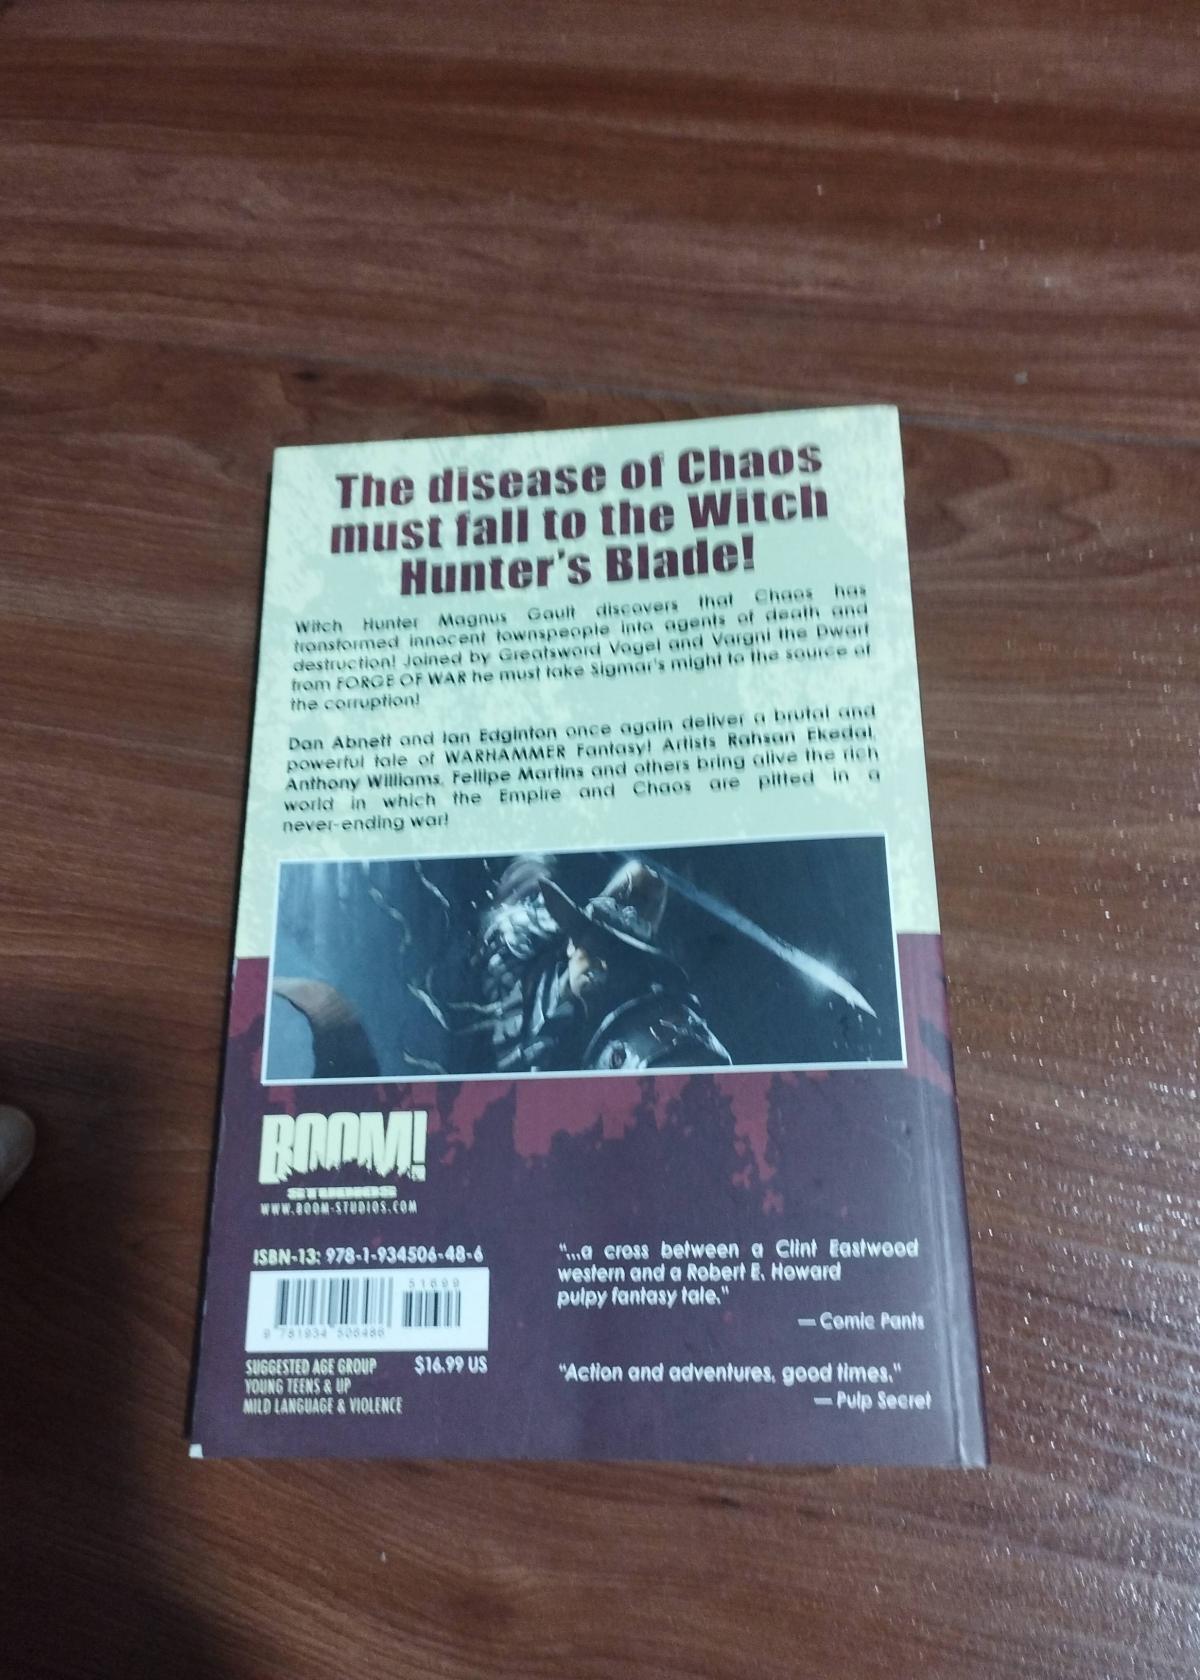 The disease of Chaos
must fall to the Witch
Hunter's Blade!
Witch Hunter Magnus Gault discovers that Chaos has
transformed innocent townspeople into agents of death and
destruction! Joined by Greatsword Vogel and Vargni the Dwarf
from FORGE OF WAR he must take Sigmar's might to the source of
the corruption!
Dan Abnett and Ian Edginton once again deliver a brutal and
powerful tale of WARHAMMER Fantasy! Artists Rahsan Ekedal,
Anthony Williams, Fellipe Martins and others bring alive the rich
world in which the Empire and Chaos are pitted in a
never-ending war!
BOOM!
STUDIOS
WWW.BOOM-STUDIOS.COM
ISBN-13: 978-1-934506-48-6
51699
9 781934 506486
SUGGESTED AGE GROUP
YOUNG TEENS & UP
MILD LANGUAGE & VIOLENCE
$16.99 US
"...a cross between a Clint Eastwood
western and a Robert E. Howard
pulpy fantasy tale."
— Comic Pants
"Action and adventures, good times."
— Pulp Secret